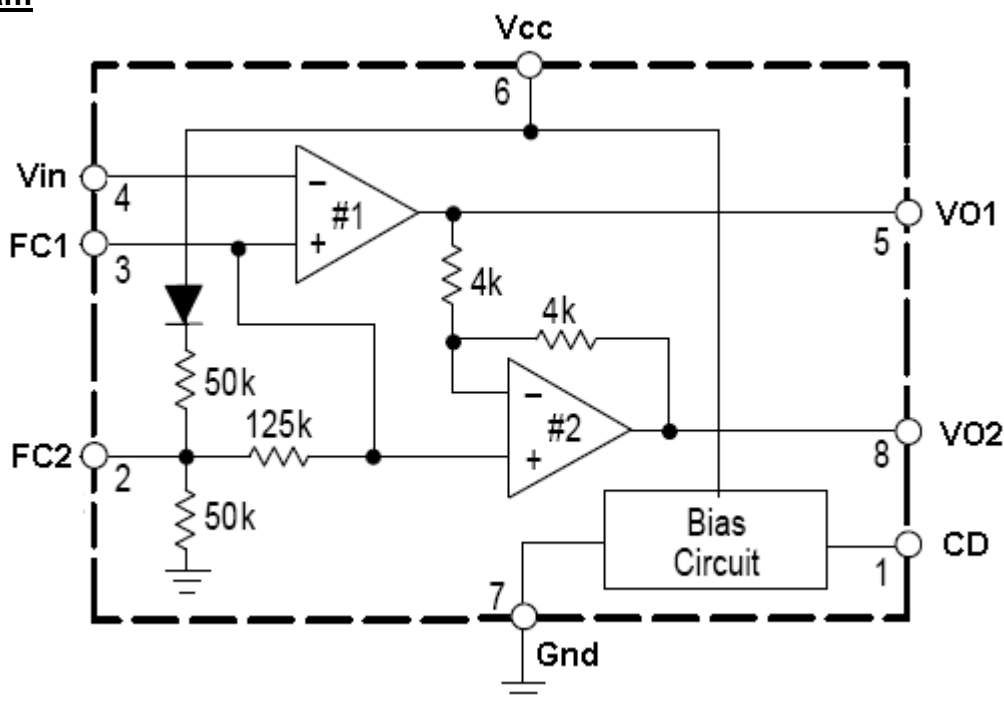 Vcc
6
Vin
4
−
#1
FC1
3
+
VO1
5
4k
4k
50k
125k
−
#2
+
FC2
2
VO2
8
50k
Bias
Circuit
CD
1
7
Gnd